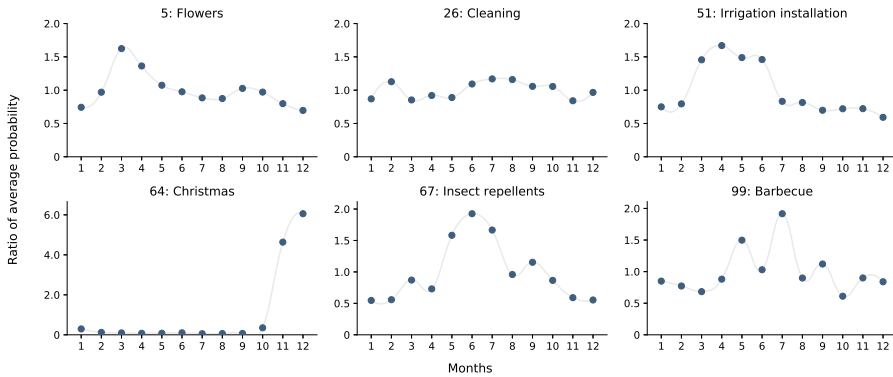 5: Flowers
26: Cleaning
51: Irrigation installation
2.0
1.5
1.0
0.5
0
1 2 3 4 5 6 7 8 9 10 11 12
2.0
1.5
1.0
0.5
0
1 2 3 4 5 6 7 8 9 10 11 12
2.0
1.5
1.0
0.5
0
1 2 3 4 5 6 7 8 9 10 11 12
Ratio of average probability
64: Christmas
67: Insect repellents
99: Barbecue
6.0
4.0
2.0
0
1 2 3 4 5 6 7 8 9 10 11 12
2.0
1.5
1.0
0.5
0
1 2 3 4 5 6 7 8 9 10 11 12
2.0
1.5
1.0
0.5
0
1 2 3 4 5 6 7 8 9 10 11 12
Months